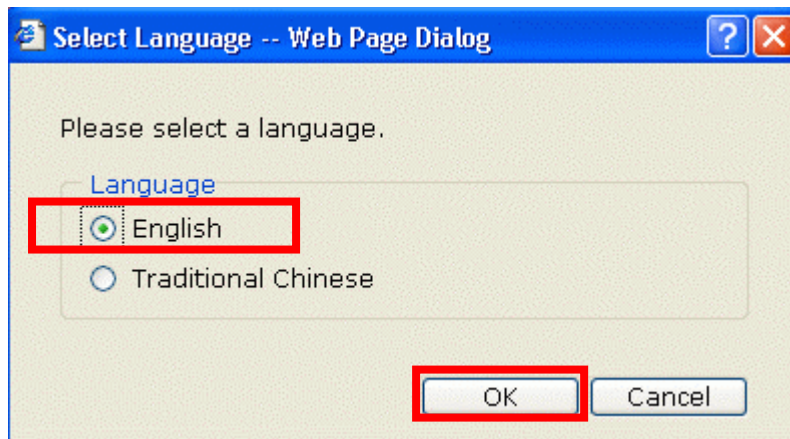 Select Language -- Web Page Dialog
Please select a language.
Language
English
Traditional Chinese
OK Cancel